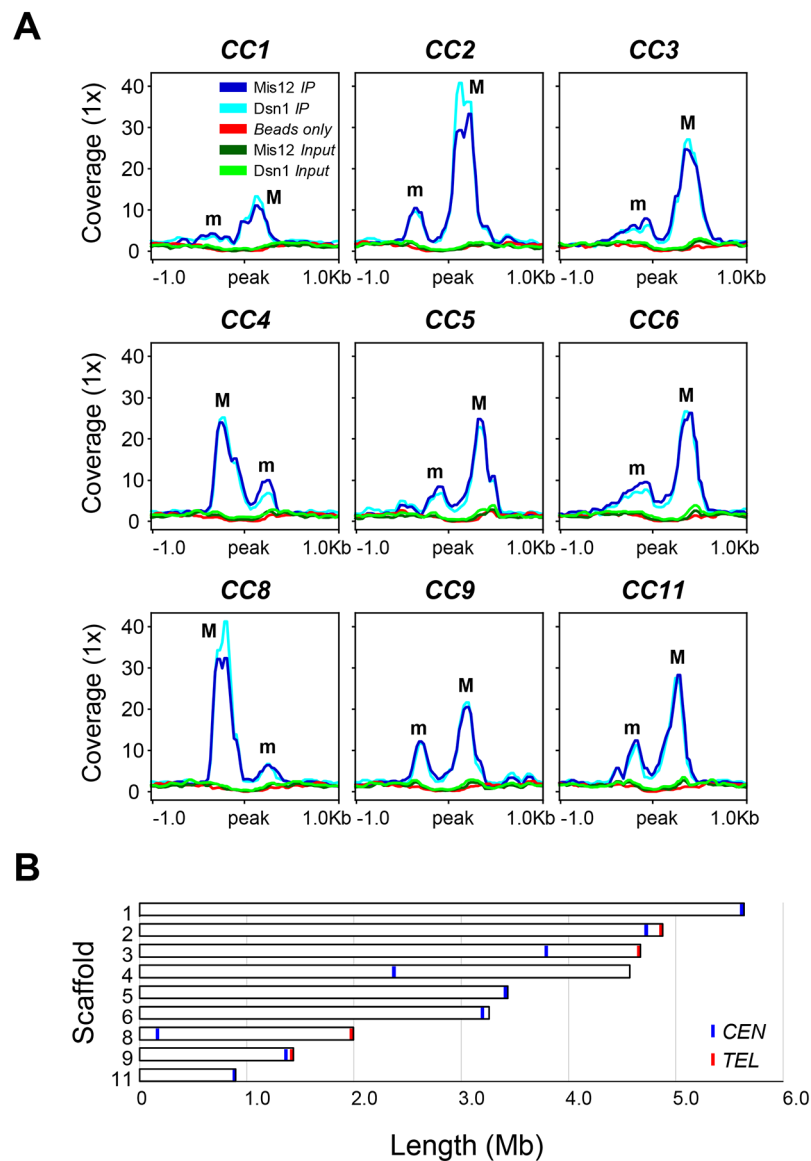 A
CC1 CC2 CC3
Coverage (1x)
40
30
20
10
0
Mis12 IP
Dsn1 IP
Beads only
Mis12 Input
Dsn1 Input
m M
m M
m M
-1.0 peak 1.0Kb -1.0 peak 1.0Kb -1.0 peak 1.0Kb
CC4 CC5 CC6
Coverage (1x)
40
30
20
10
0
M m
m M
m M
-1.0 peak 1.0Kb -1.0 peak 1.0Kb -1.0 peak 1.0Kb
CC8 CC9 CC11
Coverage (1x)
40
30
20
10
0
M m
m M
m M
-1.0 peak 1.0Kb -1.0 peak 1.0Kb -1.0 peak 1.0Kb
B
Scaffold
1
2
3
4
5
6
8
9
11
CEN
TEL
0 1.0 2.0 3.0 4.0 5.0 6.0
Length (Mb)